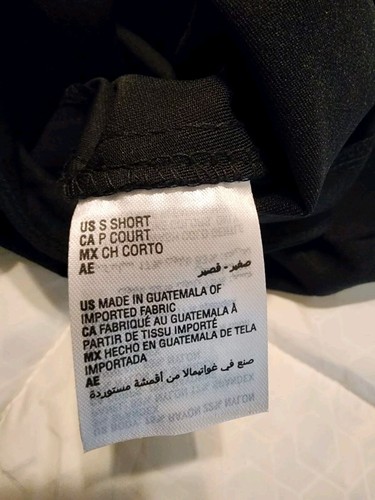 US S SHORT
CA P COURT
MX CH CORTO
AE
صغير - قصير
US MADE IN GUATEMALA OF
IMPORTED FABRIC
CA FABRIQUÉ AU GUATEMALA À
PARTIR DE TISSU IMPORTÉ
MX HECHO EN GUATEMALA DE TELA
IMPORTADA
AE
صنع في غواتيمالا من أقمشة مستوردة